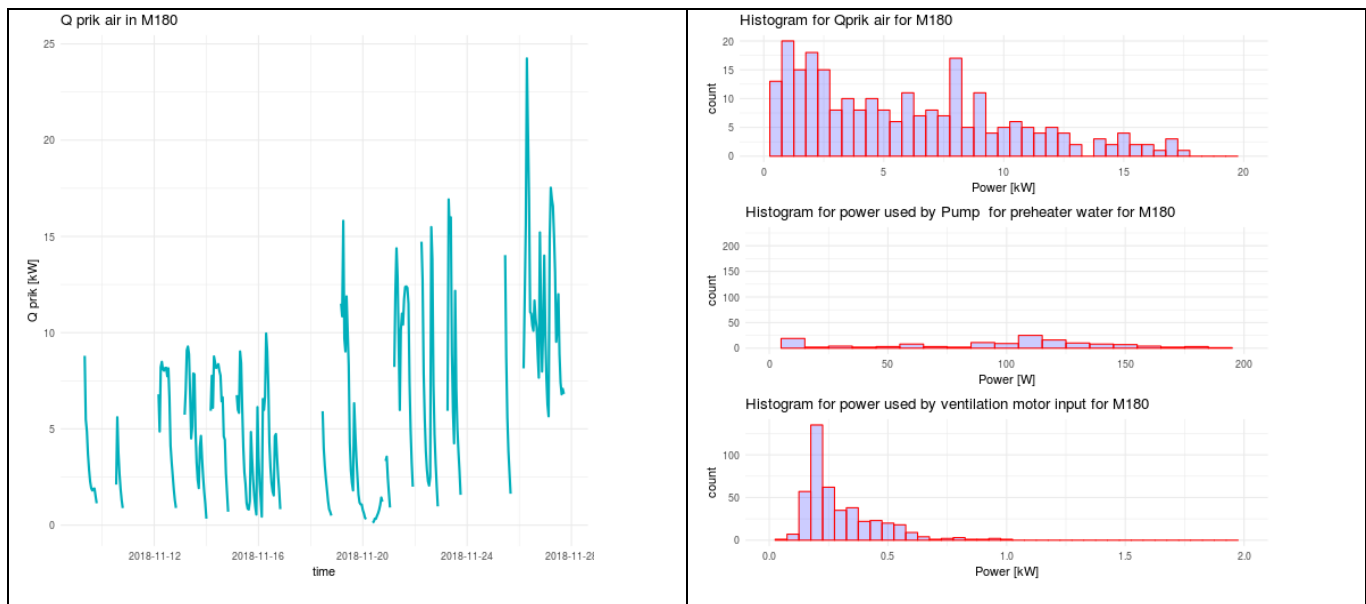 Q prik air in M180
25
20
15
10
5
0
Q prik [kW]
2018-11-12 2018-11-16 2018-11-20 2018-11-24 2018-11-28
time
Histogram for Qprik air for M180
20
15
10
5
0
count
0 5 10 15 20
Power [kW]
Histogram for power used by Pump  for preheater water for M180
200
150
100
50
0
count
0 50 100 150 200
Power [W]
Histogram for power used by ventilation motor input for M180
100
50
0
count
0.0 0.5 1.0 1.5 2.0
Power [kW]